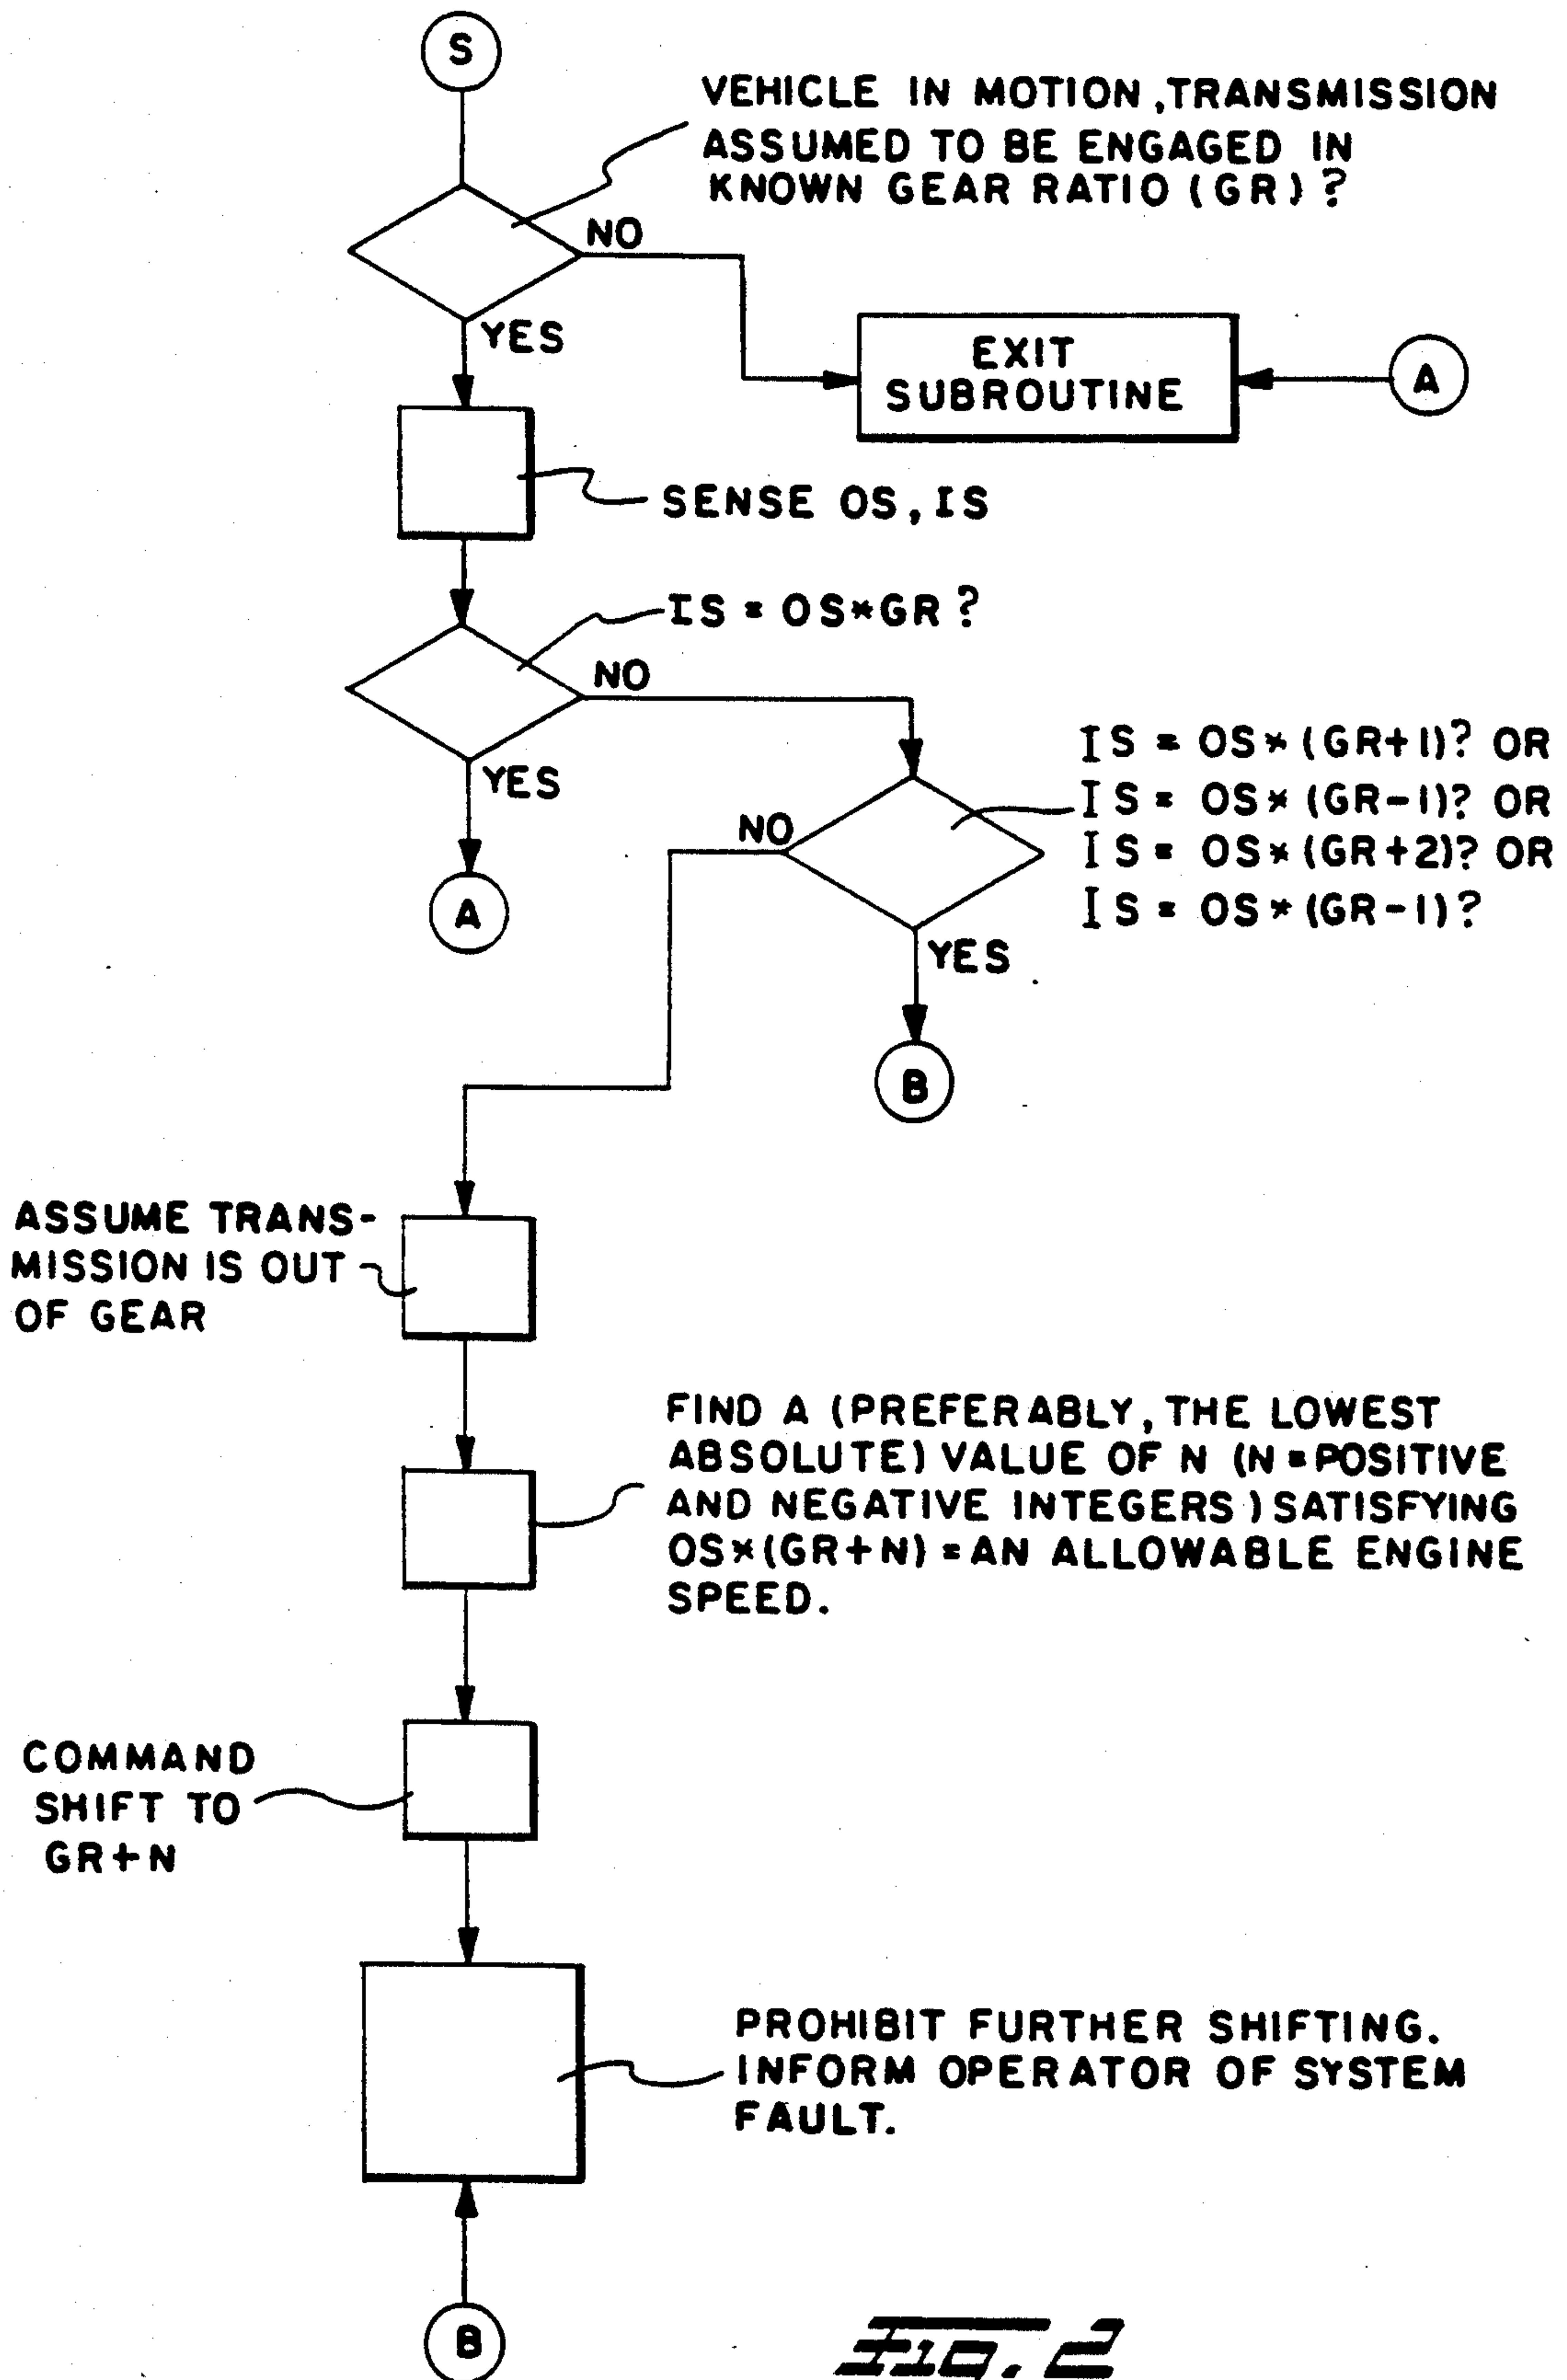 S
VEHICLE IN MOTION, TRANSMISSION
ASSUMED TO BE ENGAGED IN
KNOWN GEAR RATIO (GR)?
NO
YES
EXIT
SUBROUTINE
A
SENSE OS, IS
IS = OS*GR?
NO
YES
A
IS = OS* (GR+1)? OR
IS = OS* (GR-1)? OR
IS = OS* (GR+2)? OR
IS = OS* (GR-1)?
NO
YES
B
ASSUME TRANS-
MISSION IS OUT
OF GEAR
FIND A (PREFERABLY, THE LOWEST
ABSOLUTE) VALUE OF N (N = POSITIVE
AND NEGATIVE INTEGERS) SATISFYING
OS*(GR+N) = AN ALLOWABLE ENGINE
SPEED.
COMMAND
SHIFT TO
GR+N
PROHIBIT FURTHER SHIFTING.
INFORM OPERATOR OF SYSTEM
FAULT.
B
FIG. 2